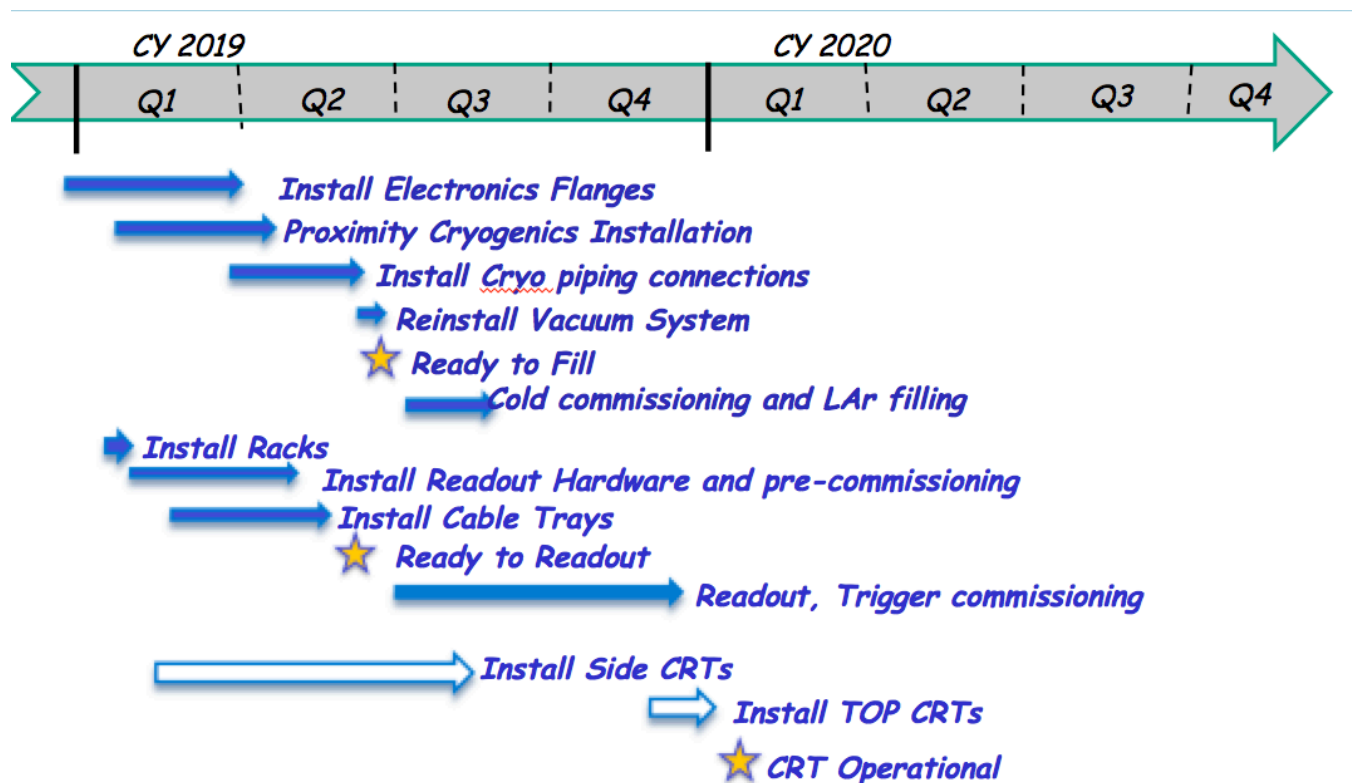 CY 2019 CY 2020
Q1 Q2 Q3 Q4 Q1 Q2 Q3 Q4
Install Electronics Flanges
Proximity Cryogenics Installation
Install Cryo piping connections
Reinstall Vacuum System
Ready to Fill
Cold commissioning and LAr filling
Install Racks
Install Readout Hardware and pre-commissioning
Install Cable Trays
Ready to Readout
Readout, Trigger commissioning
Install Side CRTs
Install TOP CRTs
CRT Operational